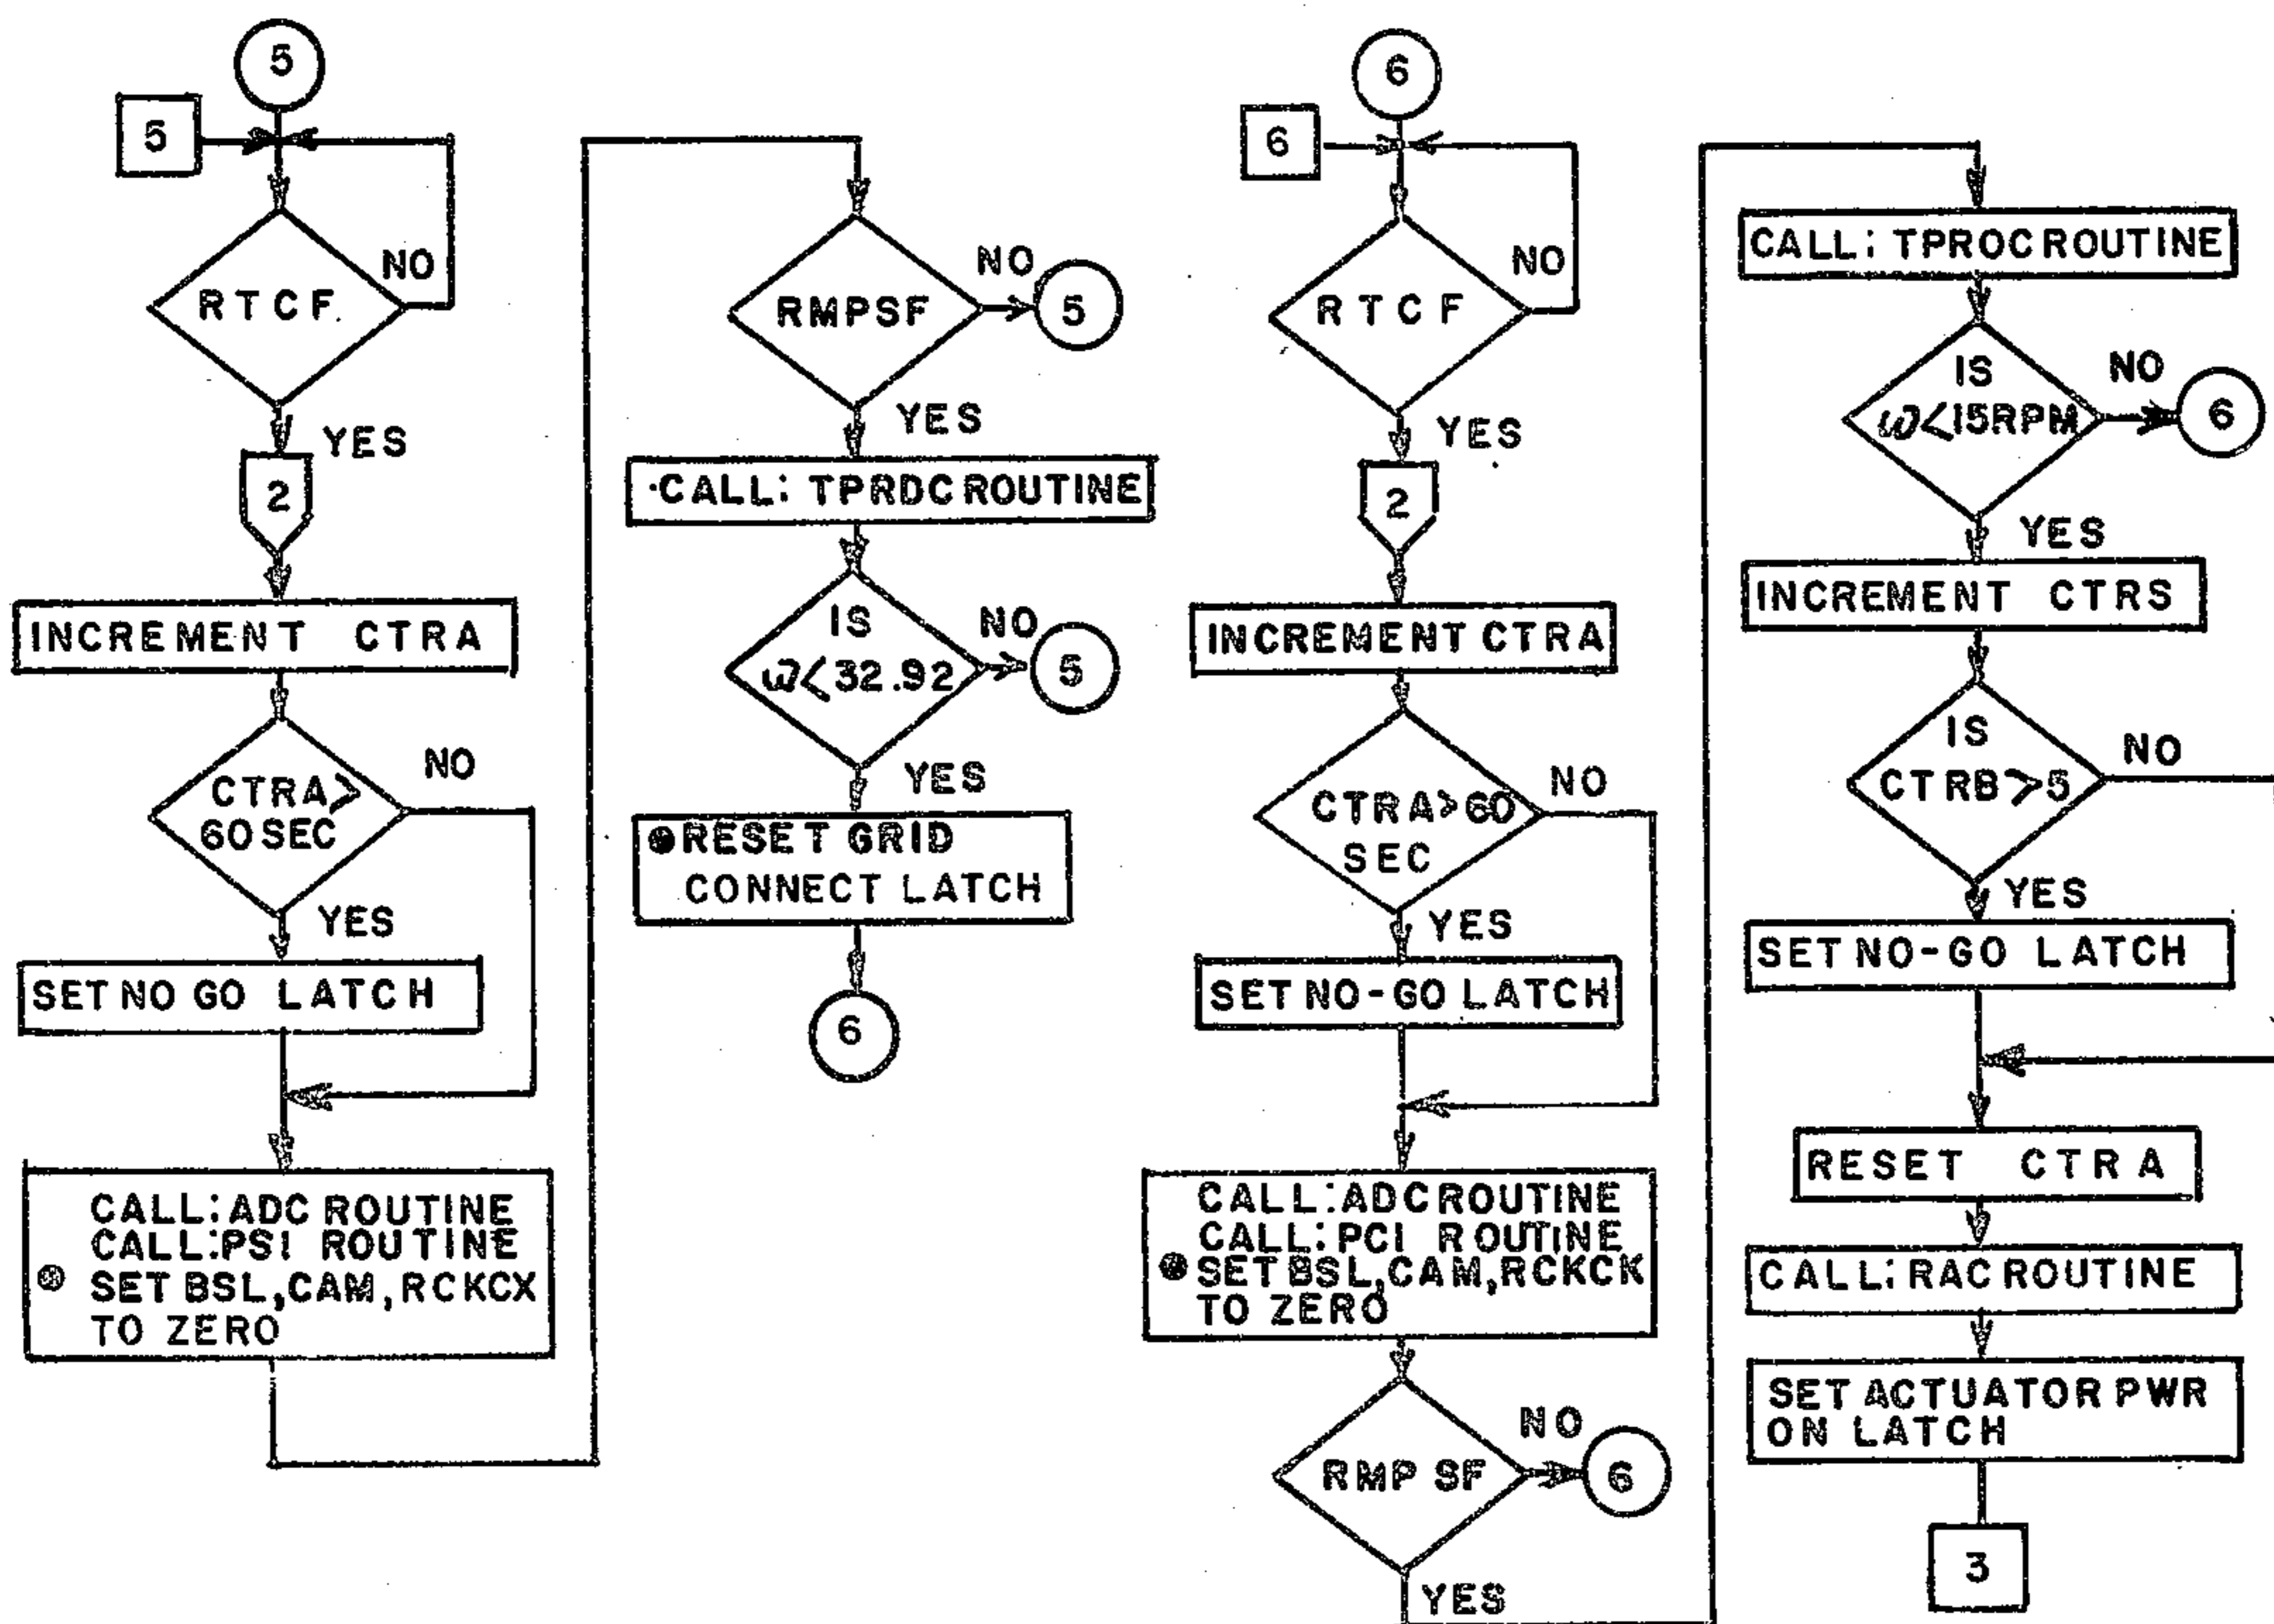 5
5
RTCF
NO
YES
2
INCREMENT CTRA
CTRA>
60SEC
NO
YES
SET NO GO LATCH
CALL: ADC ROUTINE
CALL: PSI ROUTINE
SET BSL, CAM, RCKCX
TO ZERO
RMPSF
NO
5
YES
CALL: TPRDC ROUTINE
IS
ω<32.92
NO
5
YES
RESET GRID
CONNECT LATCH
6
6
6
RTCF
NO
YES
2
INCREMENT CTRA
CTRA>60
SEC
NO
YES
SET NO-GO LATCH
CALL: ADC ROUTINE
CALL: PCI ROUTINE
SET BSL, CAM, RCKCK
TO ZERO
RMP SF
NO
6
YES
CALL: TPROC ROUTINE
IS
ω<15RPM
NO
6
YES
INCREMENT CTRS
IS
CTRB>5
NO
YES
SET NO-GO LATCH
RESET CTRA
CALL: RAC ROUTINE
SET ACTUATOR PWR
ON LATCH
3